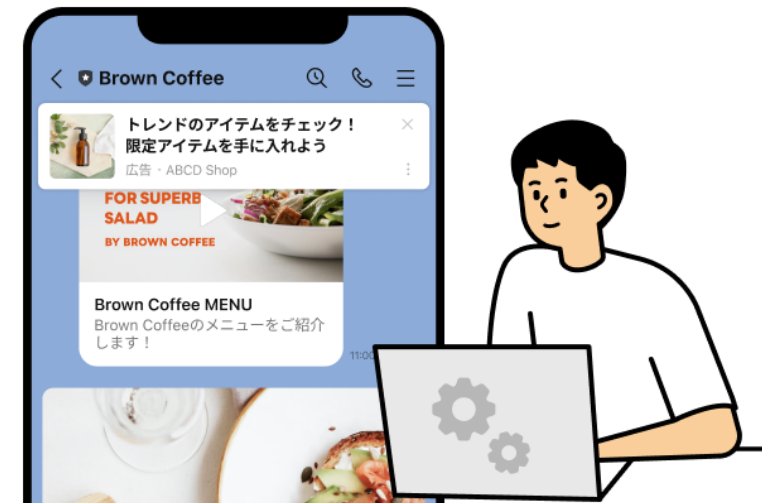 Brown Coffee
トレンドのアイテムをチェック！
限定アイテムを手に入れよう
広告・ABCD Shop
FOR SUPERB
SALAD
BY BROWN COFFEE
Brown Coffee MENU
Brown Coffeeのメニューをご紹介
します！
11:00